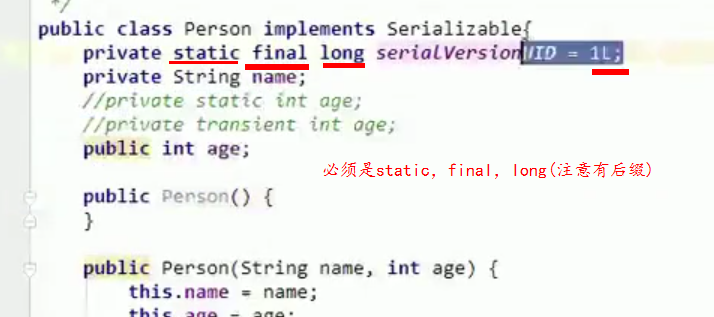 */
public class Person implements Serializable{
private static final long serialVersionUID = 1L;
private String name;
//private static int age;
//private transient int age;
public int age;
必须是static, final, long(注意有后缀)
public Person() {
}
public Person(String name, int age) {
this.name = name;
this.age = age;